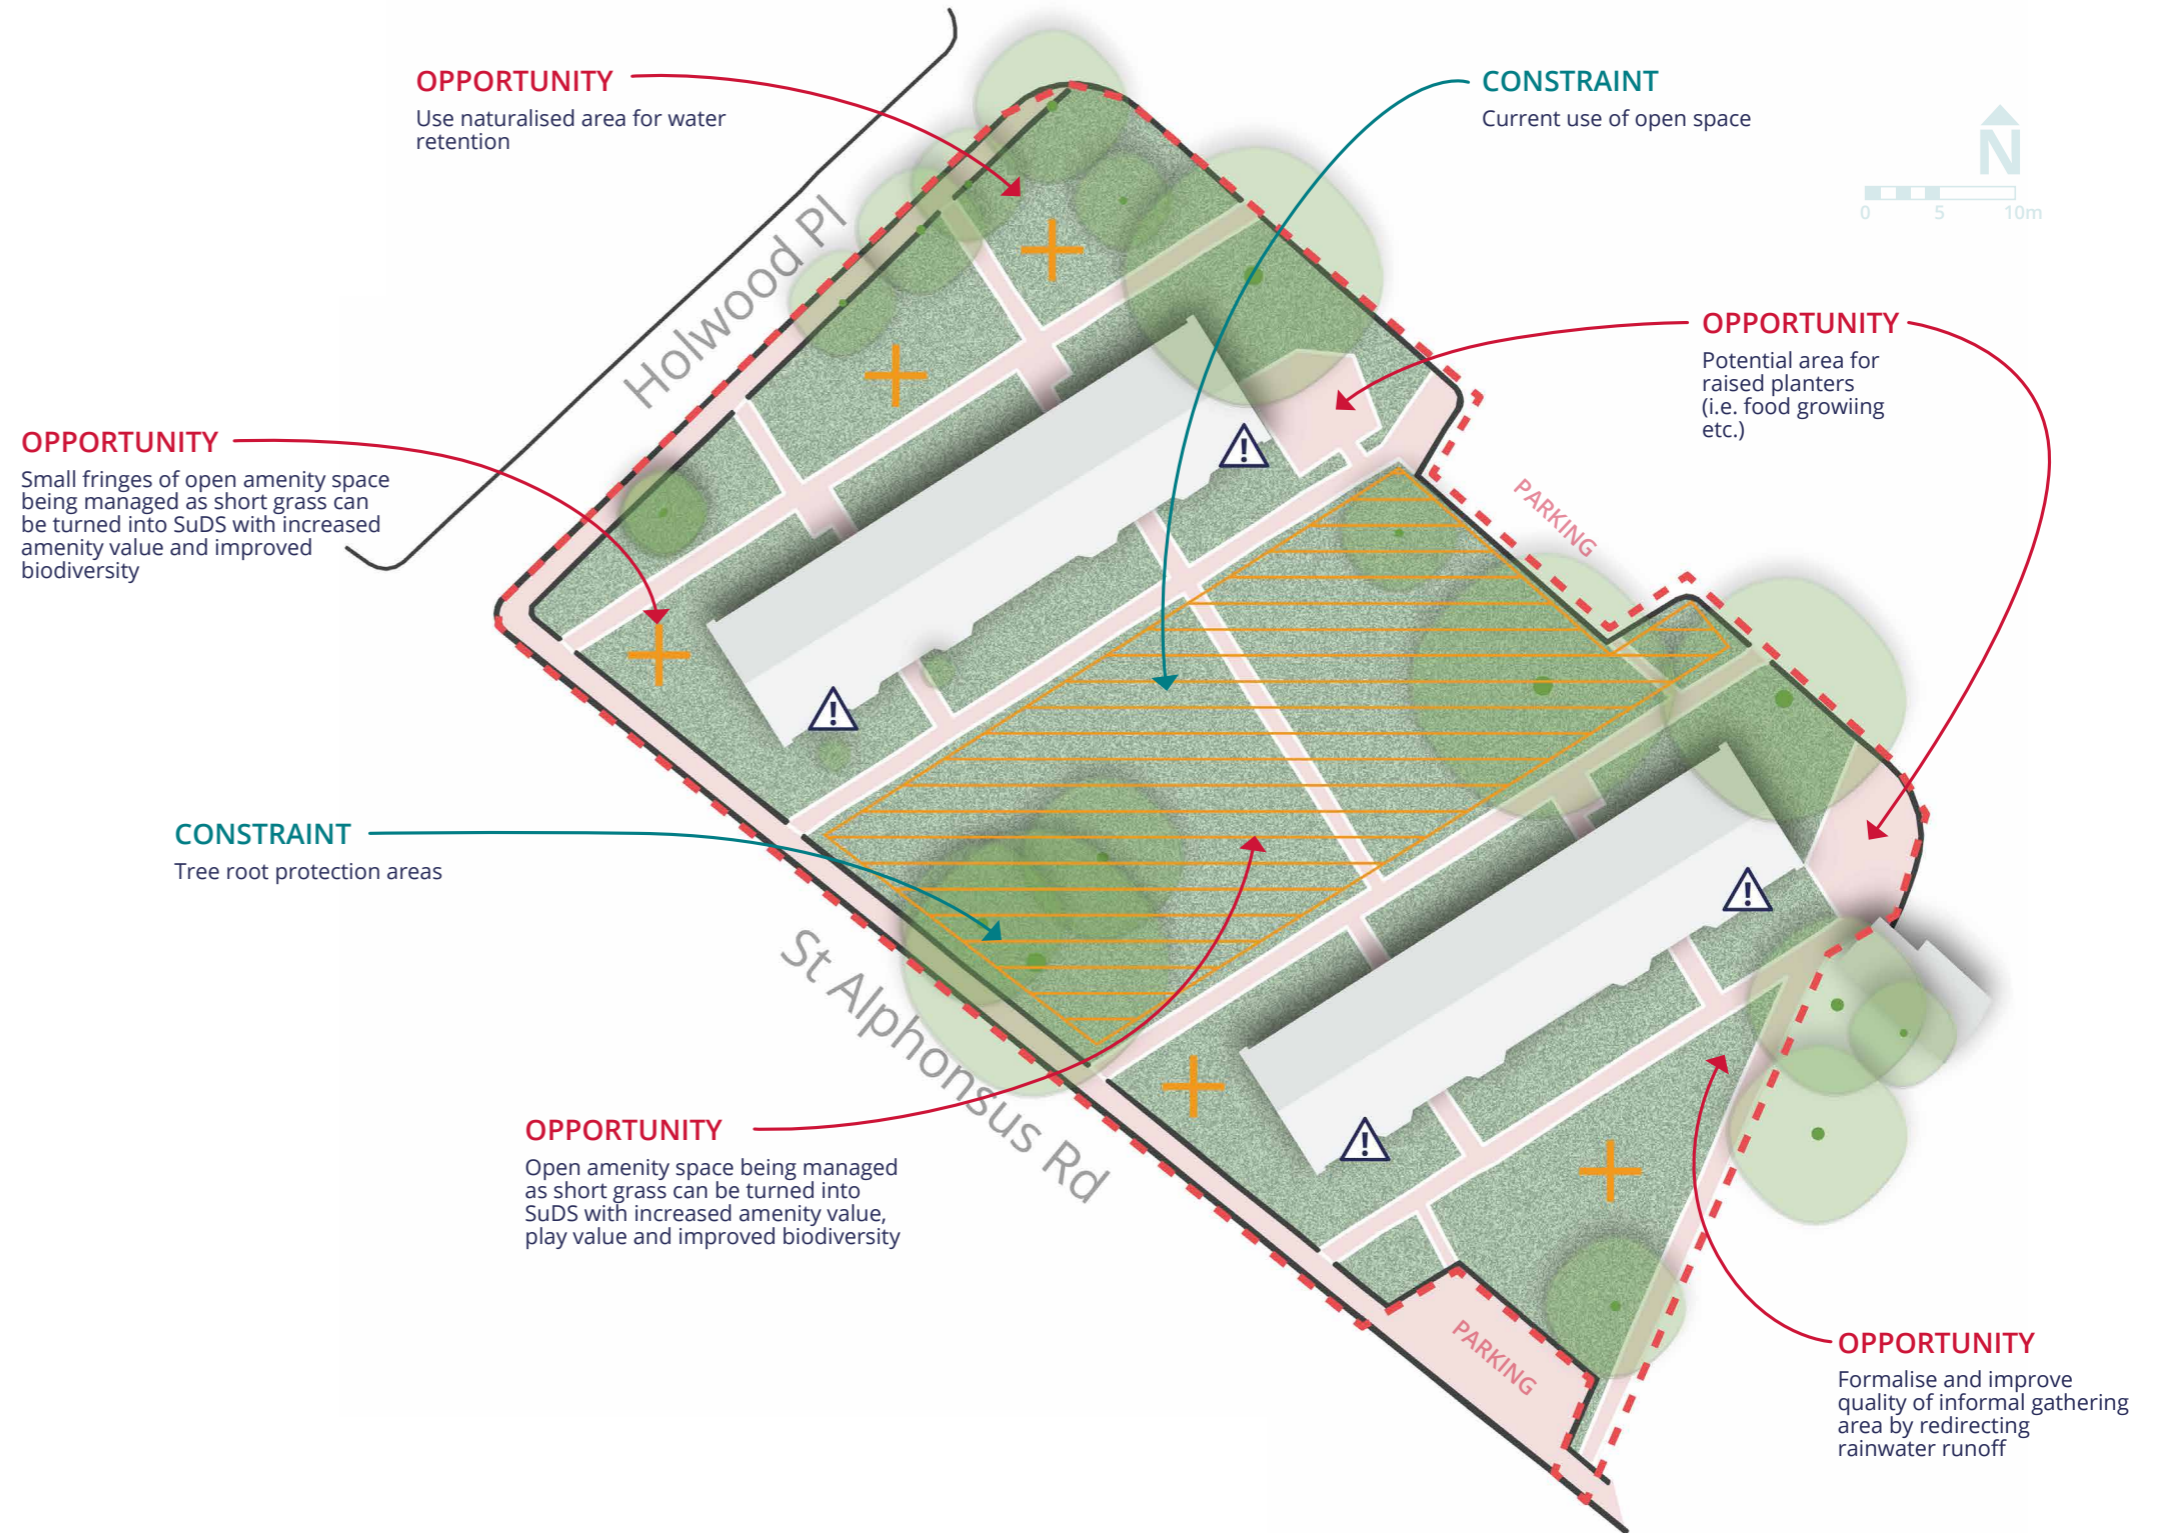 OPPORTUNITY
Use naturalised area for water
retention
CONSTRAINT
Current use of open space
N
0 5 10m
Holwood Pl
OPPORTUNITY
Potential area for
raised planters
(i.e. food growiing
etc.)
OPPORTUNITY
Small fringes of open amenity space
being managed as short grass can
be turned into SuDS with increased
amenity value and improved
biodiversity
PARKING
!
!
CONSTRAINT
Tree root protection areas
!
St Alphonsus Rd
OPPORTUNITY
Open amenity space being managed
as short grass can be turned into
SuDS with increased amenity value,
play value and improved biodiversity
!
PARKING
OPPORTUNITY
Formalise and improve
quality of informal gathering
area by redirecting
rainwater runoff